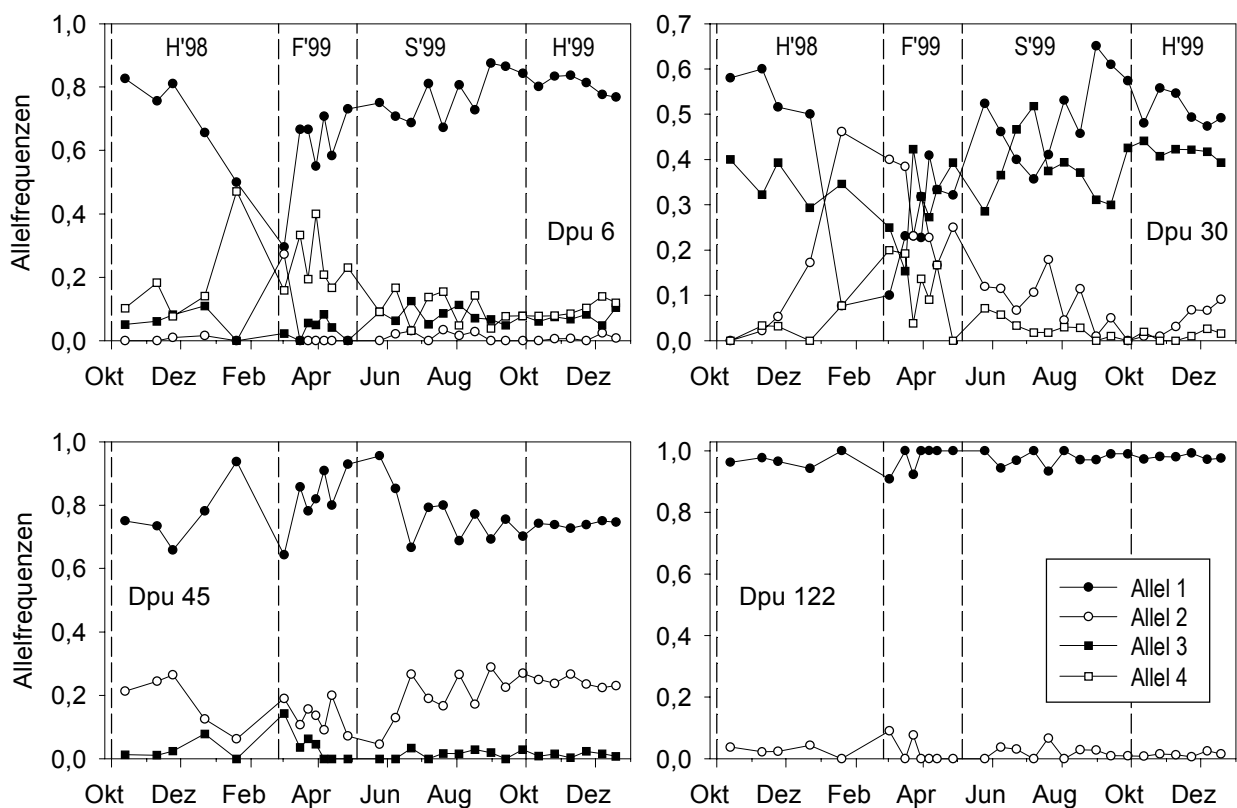 1,0
0,8
0,6
0,4
0,2
0,0
Allelfrequenzen
H'98
F'99
S'99
H'99
Dpu 6
Okt Dez Feb Apr Jun Aug Okt Dez
0,7
0,6
0,5
0,4
0,3
0,2
0,1
0,0
H'98
F'99
S'99
H'99
Dpu 30
Okt Dez Feb Apr Jun Aug Okt Dez
1,0
0,8
0,6
0,4
0,2
0,0
Allelfrequenzen
Dpu 45
Okt Dez Feb Apr Jun Aug Okt Dez
1,0
0,8
0,6
0,4
0,2
0,0
Dpu 122
Allel 1
Allel 2
Allel 3
Allel 4
Okt Dez Feb Apr Jun Aug Okt Dez